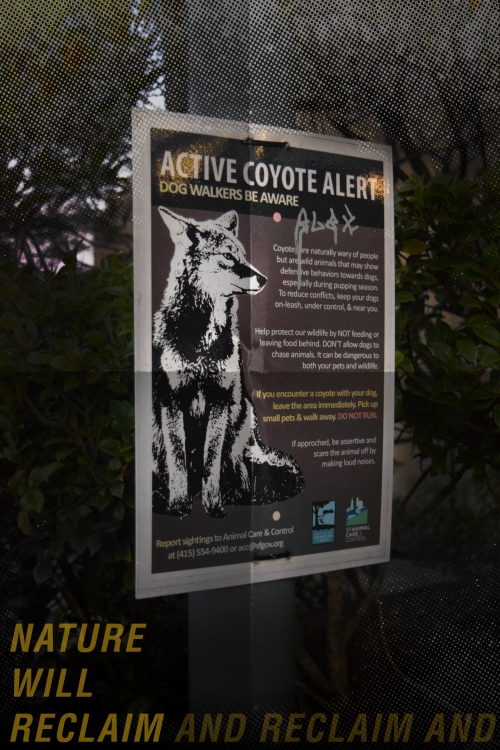 ACTIVE COYOTE ALERT
DOG WALKERS BE AWARE
Coyotes are naturally wary of people
but are wild animals that may show
defensive behaviors towards dogs,
especially during pupping season.
To reduce conflicts, keep your dogs
on-leash, under control, & near you.
Help protect our wildlife by NOT feeding or
leaving food behind. DON'T allow dogs to
chase animals. It can be dangerous to
both your pets and wildlife.
If you encounter a coyote with your dog,
leave the area immediately. Pick up
small pets & walk away. DO NOT RUN.
If approched, be assertive and
scare the animal off by
making loud noises.
SF ANIMAL
CARE &
CONTROL
Report sightings to Animal Care & Control
at (415) 554-9400 or acc@sfgov.org
NATURE
WILL
RECLAIM AND RECLAIM AND